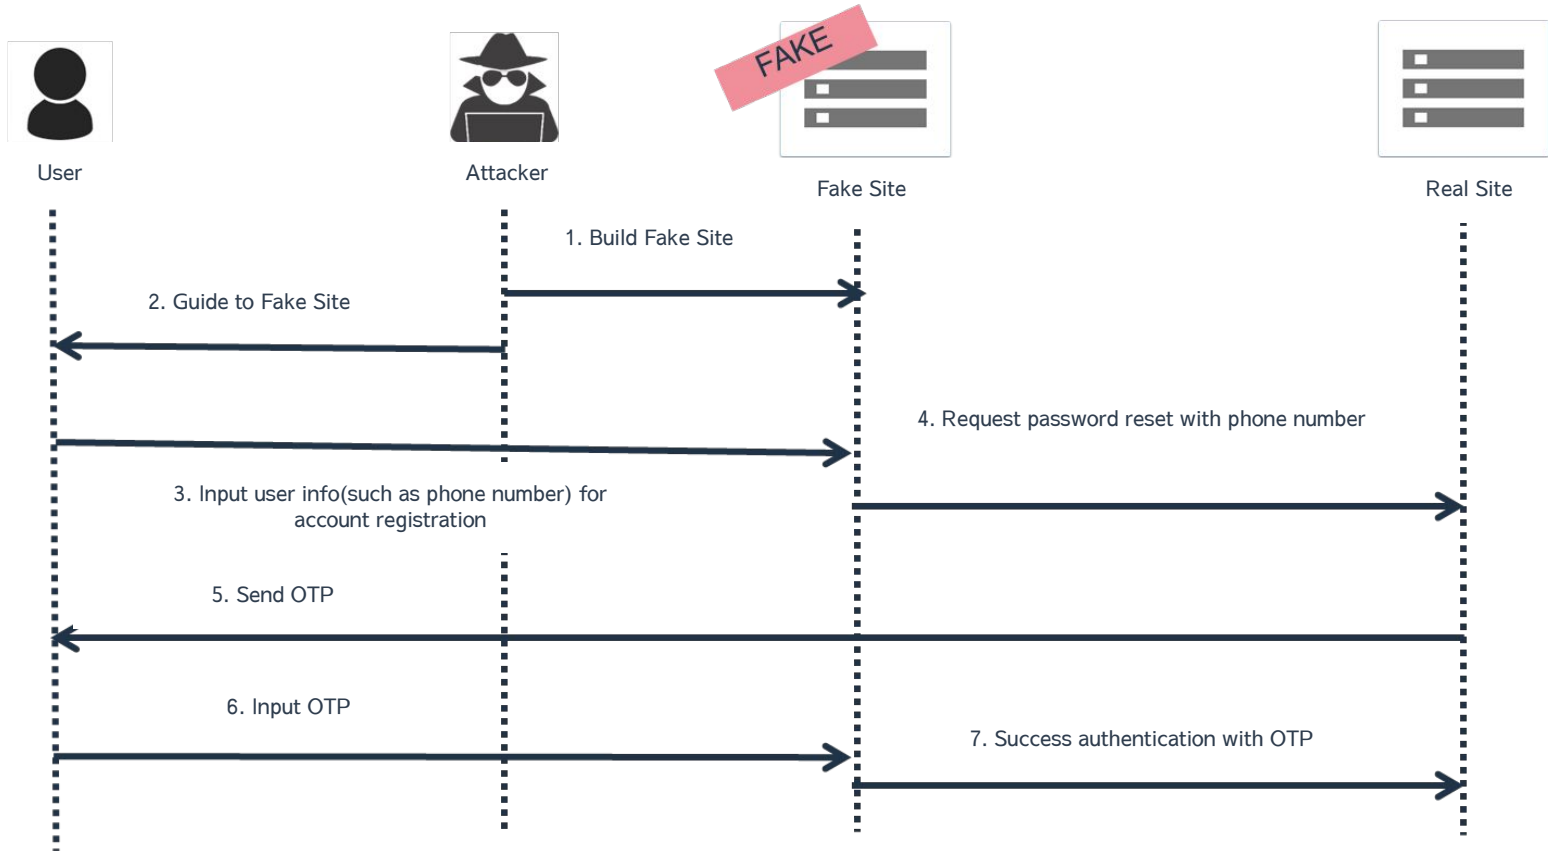 FAKE
User
Attacker
Fake Site
Real Site
1. Build Fake Site
2. Guide to Fake Site
4. Request password reset with phone number
3. Input user info(such as phone number) for
account registration
5. Send OTP
6. Input OTP
7. Success authentication with OTP